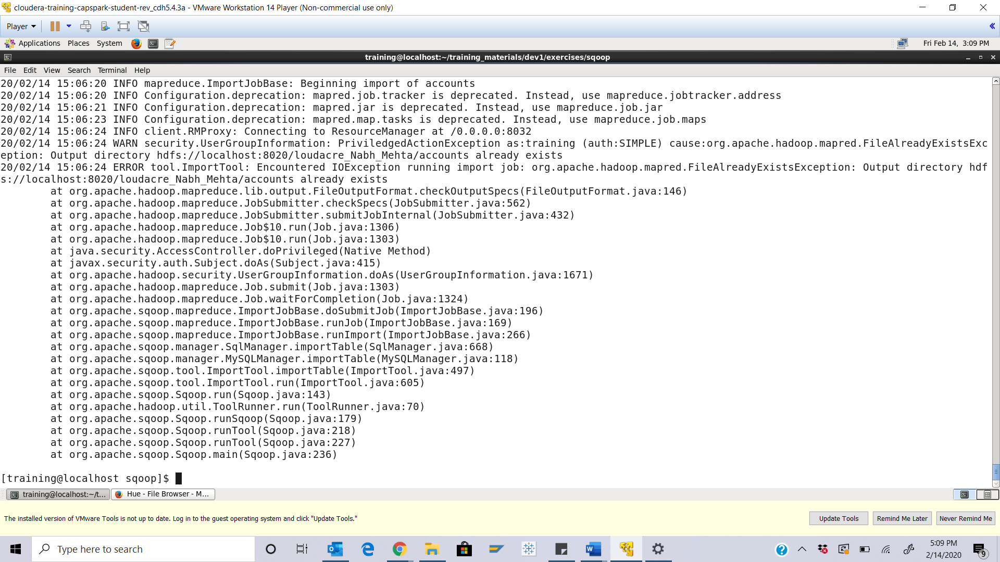 cloudera-training-capspark-student-rev_cdh5.4.3a - VMware Workstation 14 Player (Non-commercial use only)
Player
Applications Places System Fri Feb 14, 3:09 PM
training@localhost:~/training_materials/dev1/exercises/sqoop
File Edit View Search Terminal Help
20/02/14 15:06:20 INFO mapreduce.ImportJobBase: Beginning import of accounts
20/02/14 15:06:20 INFO Configuration.deprecation: mapred.job.tracker is deprecated. Instead, use mapreduce.jobtracker.address
20/02/14 15:06:21 INFO Configuration.deprecation: mapred.jar is deprecated. Instead, use mapreduce.job.jar
20/02/14 15:06:23 INFO Configuration.deprecation: mapred.map.tasks is deprecated. Instead, use mapreduce.job.maps
20/02/14 15:06:24 INFO client.RMProxy: Connecting to ResourceManager at /0.0.0.0:8032
20/02/14 15:06:24 WARN security.UserGroupInformation: PriviledgedActionException as:training (auth:SIMPLE) cause:org.apache.hadoop.mapred.FileAlreadyExistsExc
eption: Output directory hdfs://localhost:8020/loudacre_Nabh_Mehta/accounts already exists
20/02/14 15:06:24 ERROR tool.ImportTool: Encountered IOException running import job: org.apache.hadoop.mapred.FileAlreadyExistsException: Output directory hdf
s://localhost:8020/loudacre_Nabh_Mehta/accounts already exists
at org.apache.hadoop.mapreduce.lib.output.FileOutputFormat.checkOutputSpecs(FileOutputFormat.java:146)
at org.apache.hadoop.mapreduce.JobSubmitter.checkSpecs(JobSubmitter.java:562)
at org.apache.hadoop.mapreduce.JobSubmitter.submitJobInternal(JobSubmitter.java:432)
at org.apache.hadoop.mapreduce.Job$10.run(Job.java:1306)
at org.apache.hadoop.mapreduce.Job$10.run(Job.java:1303)
at java.security.AccessController.doPrivileged(Native Method)
at javax.security.auth.Subject.doAs(Subject.java:415)
at org.apache.hadoop.security.UserGroupInformation.doAs(UserGroupInformation.java:1671)
at org.apache.hadoop.mapreduce.Job.submit(Job.java:1303)
at org.apache.hadoop.mapreduce.Job.waitForCompletion(Job.java:1324)
at org.apache.sqoop.mapreduce.ImportJobBase.doSubmitJob(ImportJobBase.java:196)
at org.apache.sqoop.mapreduce.ImportJobBase.runJob(ImportJobBase.java:169)
at org.apache.sqoop.mapreduce.ImportJobBase.runImport(ImportJobBase.java:266)
at org.apache.sqoop.manager.SqlManager.importTable(SqlManager.java:668)
at org.apache.sqoop.manager.MySQLManager.importTable(MySQLManager.java:118)
at org.apache.sqoop.tool.ImportTool.importTable(ImportTool.java:497)
at org.apache.sqoop.tool.ImportTool.run(ImportTool.java:605)
at org.apache.sqoop.Sqoop.run(Sqoop.java:143)
at org.apache.hadoop.util.ToolRunner.run(ToolRunner.java:70)
at org.apache.sqoop.Sqoop.runSqoop(Sqoop.java:179)
at org.apache.sqoop.Sqoop.runTool(Sqoop.java:218)
at org.apache.sqoop.Sqoop.runTool(Sqoop.java:227)
at org.apache.sqoop.Sqoop.main(Sqoop.java:236)
[training@localhost sqoop]$
training@localhost:~/t... Hue - File Browser - M...
The installed version of VMware Tools is not up to date. Log in to the guest operating system and click "Update Tools." Update Tools Remind Me Later Never Remind Me
Type here to search
5:09 PM
2/14/2020
9